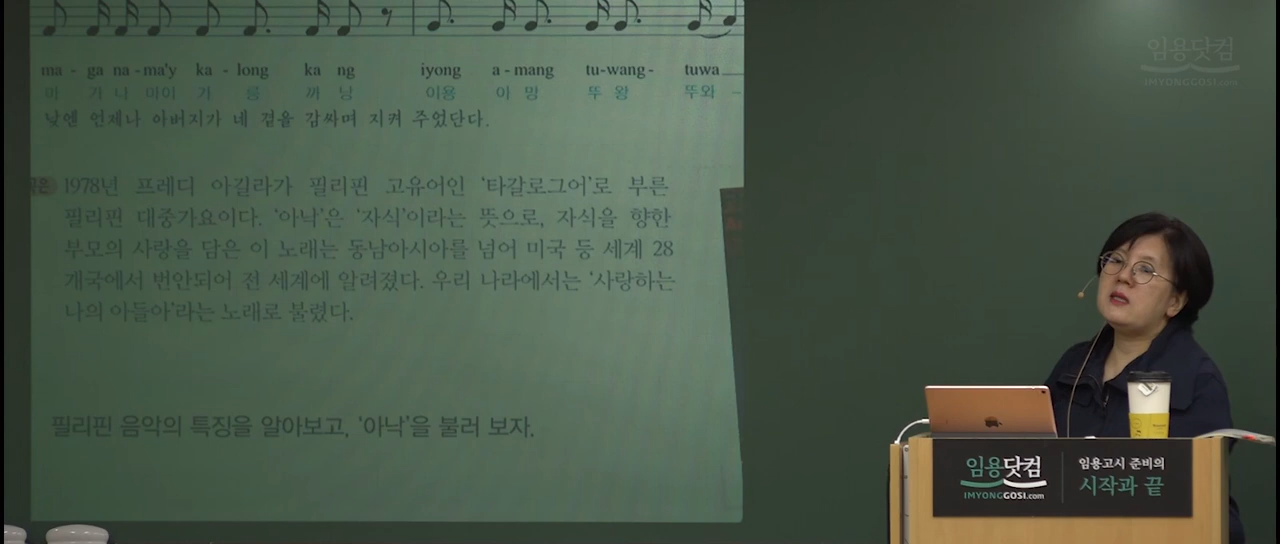 ma - ga na - ma'y ka - long ka ng iyong a - mang tu-wang- tuwa
마 가 나 마이 가 롱 까 낭 이용 아 망 뚜 왕 뚜와
낮엔 언제나 아버지가 네 곁을 감싸며 지켜 주었단다.
1978년 프레디 아길라가 필리핀 고유어인 '타갈로그어'로 부른
필리핀 대중가요이다. '아낙'은 '자식'이라는 뜻으로, 자식을 향한
부모의 사랑을 담은 이 노래는 동남아시아를 넘어 미국 등 세계 28
개국에서 번안되어 전 세계에 알려졌다. 우리 나라에서는 '사랑하는
나의 아들아'라는 노래로 불렸다.
필리핀 음악의 특징을 알아보고, '아낙'을 불러 보자.
임용닷컴
IMYONGGOSI.com
임용닷컴
IMYONGGOSI.com
임용고시 준비의
시작과 끝